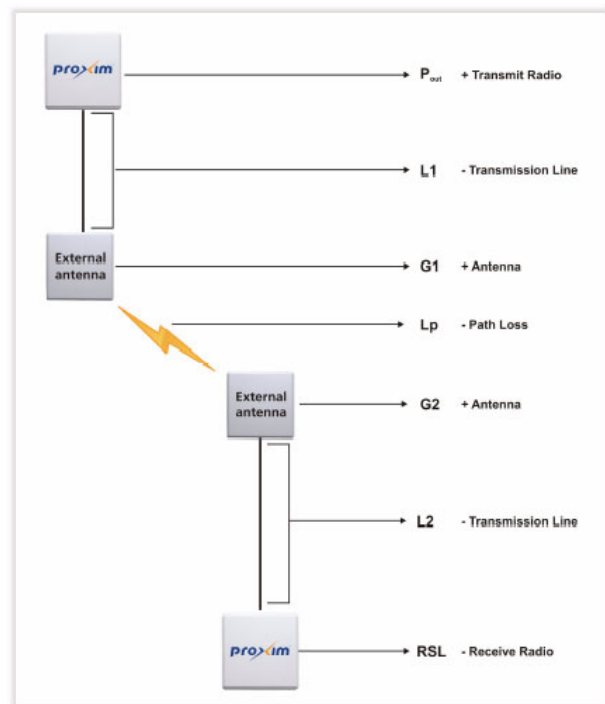 proxim
Pout + Transmit Radio
L1 - Transmission Line
External
antenna
G1 + Antenna
Lp - Path Loss
External
antenna
G2 + Antenna
L2 - Transmission Line
proxim
RSL - Receive Radio